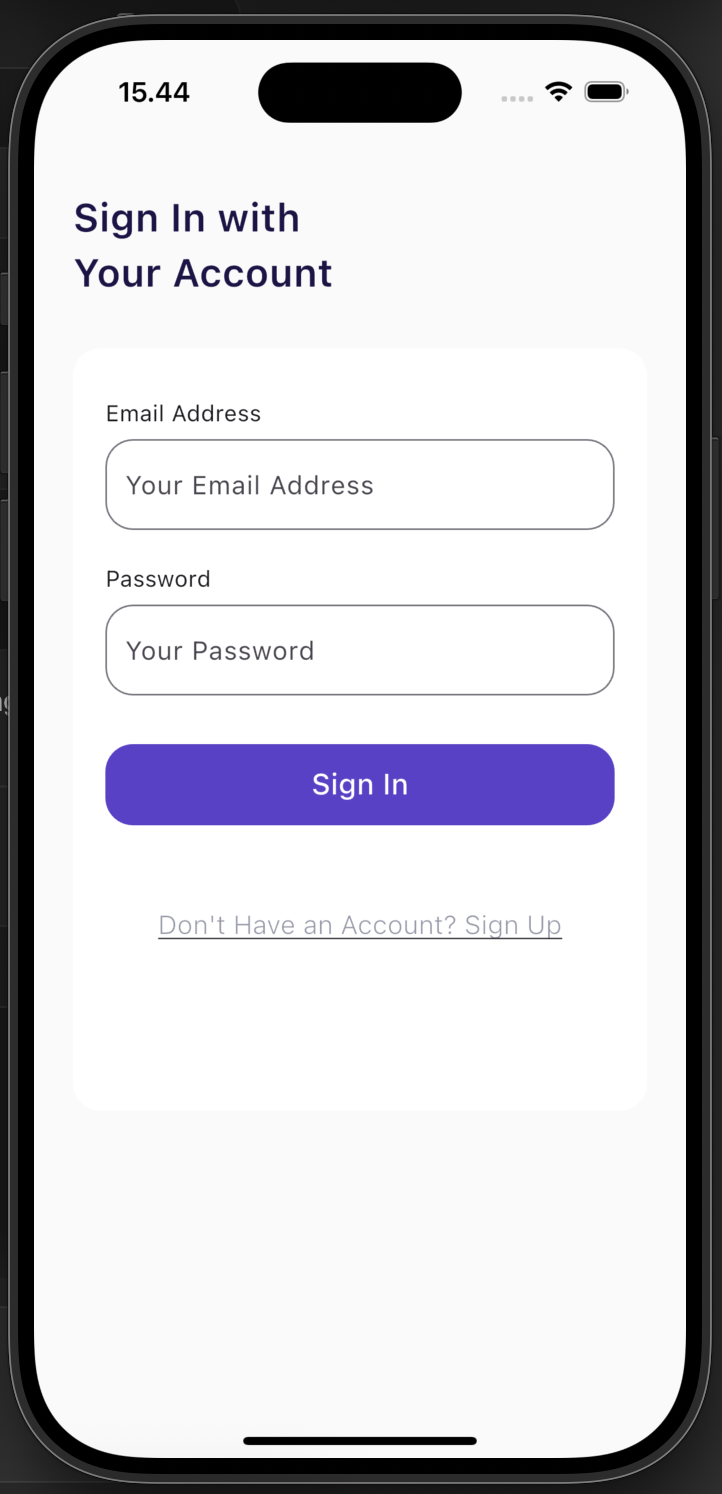 15.44
Sign In with
Your Account
Email Address
Your Email Address
Password
Your Password
Sign In
Don't Have an Account? Sign Up